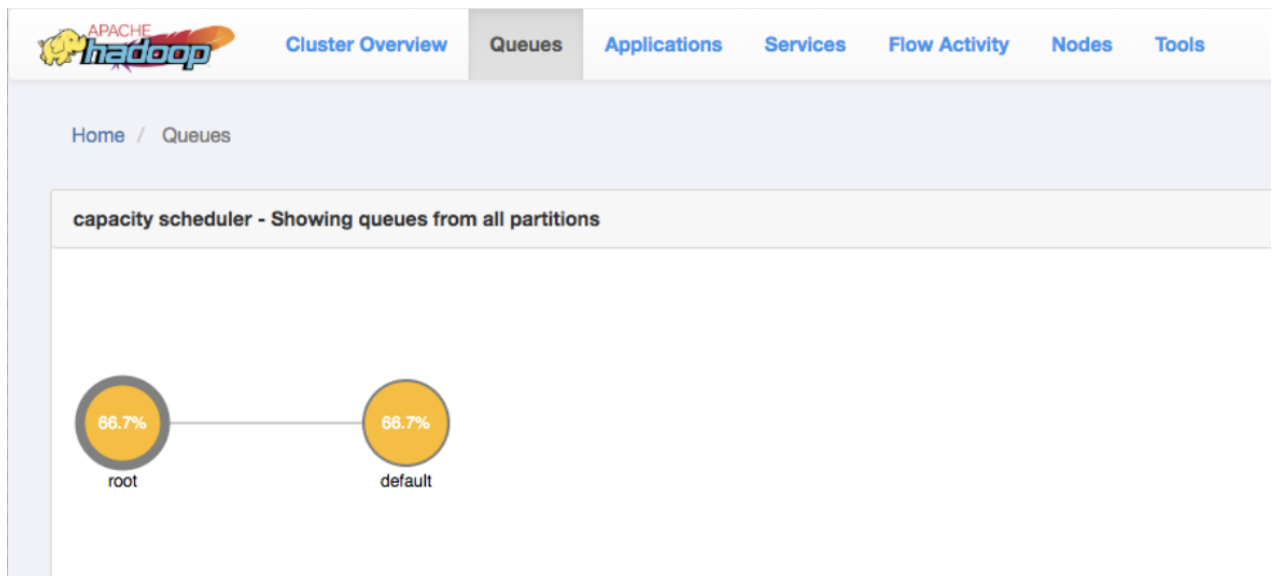 APACHE
hadoop
Cluster Overview Queues Applications Services Flow Activity Nodes Tools
Home / Queues
capacity scheduler - Showing queues from all partitions
66.7% 66.7%
root default